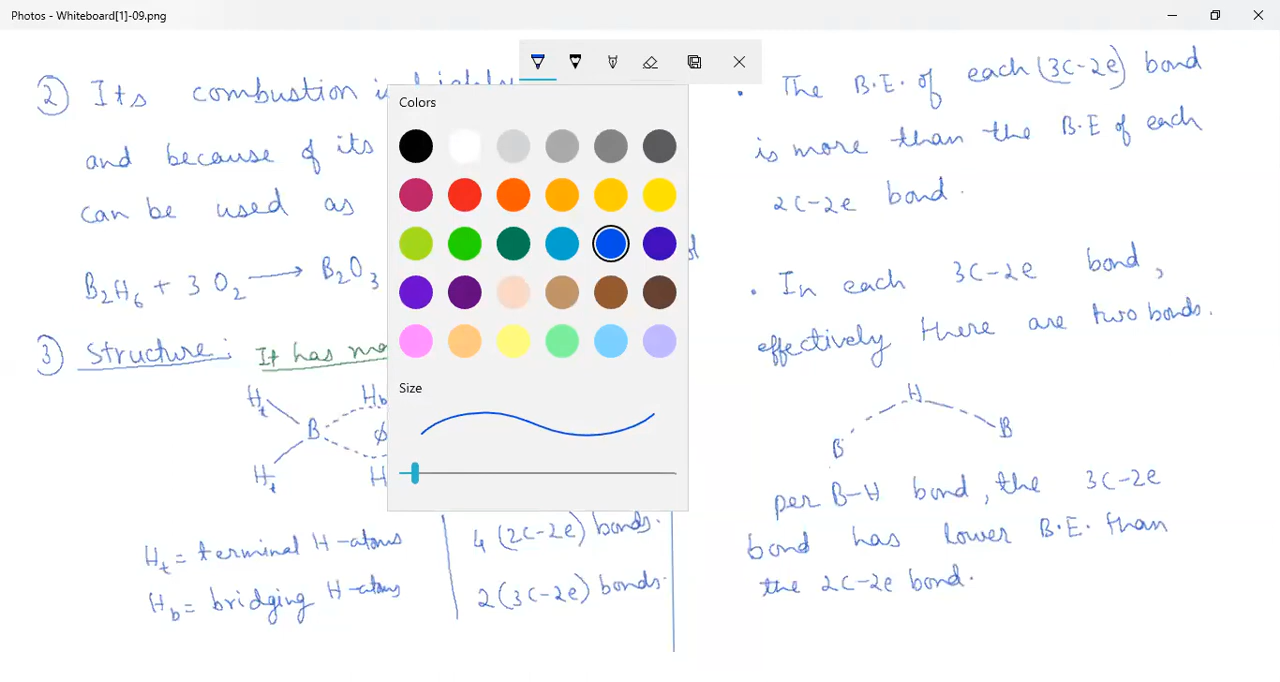 Photos - Whiteboard[1]-09.png
② Its combustion is highly
and because of its
can be used as
B₂H₆ + 3 O₂ ⟶ B₂O₃
③ Structure: It has
Hₜ Hb
B
Hₜ H
Hₜ = terminal H-atoms
Hb = bridging H-atoms
4 (2C-2e) bonds.
2 (3C-2e) bonds.
Colors
Size
• The B.E. of each (3C-2e) bond
is more than the B.E of each
2C-2e bond.
• In each 3C-2e bond,
effectively there are two bonds.
H
B B
per B-H bond, the 3C-2e
bond has lower B.E. than
the 2C-2e bond.